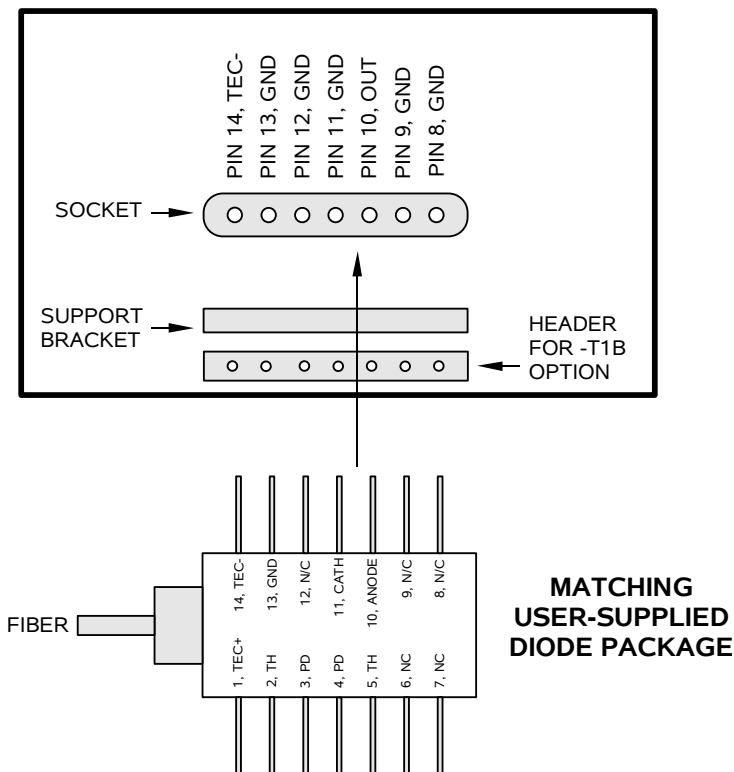 PIN 14, TEC-
PIN 13, GND
PIN 12, GND
PIN 11, GND
PIN 10, OUT
PIN 9, GND
PIN 8, GND
SOCKET
SUPPORT
BRACKET
HEADER
FOR -T1B
OPTION
14, TEC-
13, GND
12, N/C
11, CATH
10, ANODE
9, N/C
8, N/C
FIBER
1, TEC+
2, TH
3, PD
4, PD
5, TH
6, NC
7, NC
MATCHING
USER-SUPPLIED
DIODE PACKAGE